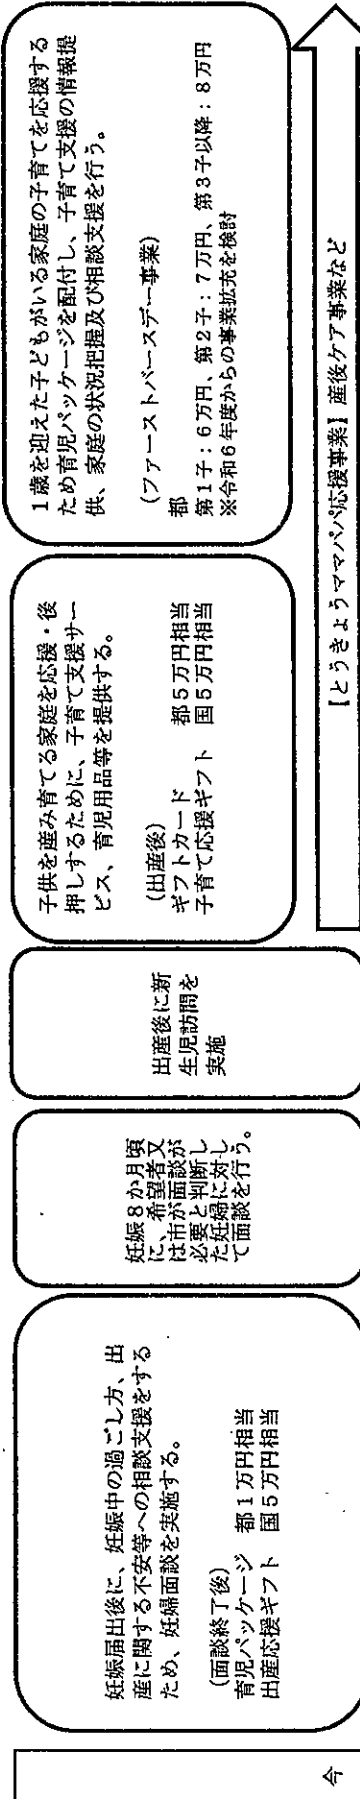 今
妊娠届出後に、妊娠中の過ごし方、出
産に関する不安等への相談支援をする
ため、妊婦面談を実施する。
(面談終了後)
育児パッケージ 都1万円相当
出産応援ギフト 国5万円相当
妊娠8か月頃
に、希望者又
は市が面談が
必要と判断し
た妊婦に対し
て面談を行う。
出産後に新
生児訪問を
実施
子供を産み育てる家庭を応援・後
押しするために、子育て支援サー
ビス、育児用品等を提供する。
(出産後)
ギフトカード 都5万円相当
子育て応援ギフト 国5万円相当
1歳を迎えた子どもがいる家庭の子育てを応援する
ため育児パッケージを配付し、子育て支援の情報提
供、家庭の状況把握及び相談支援を行う。
(ファーストバースデー事業)
都
第1子:6万円、第2子:7万円、第3子以降:8万円
※令和6年度からの事業拡充を検討
【とうきょうママパパ応援事業】産後ケア事業など